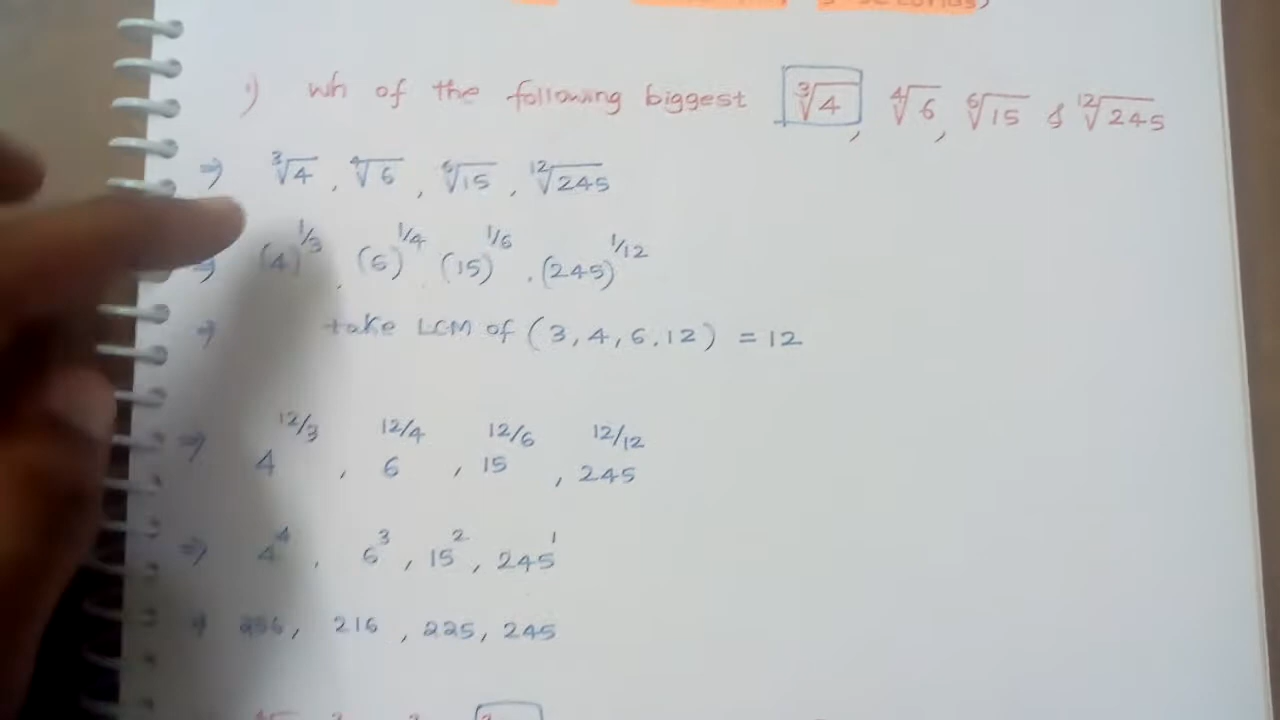 1) Wh of the following biggest ∛4, ∜6, ⁶√15 & ¹²√245
⇒ ∛4, ∜6, ⁶√15, ¹²√245
⇒ (4)^1/3, (6)^1/4 (15)^1/6, (245)^1/12
⇒ take LCM of (3, 4, 6, 12) = 12
⇒ 4^12/3, 6^12/4, 15^12/6, 245^12/12
⇒ 4^4, 6^3, 15^2, 245^1
⇒ 256, 216, 225, 245